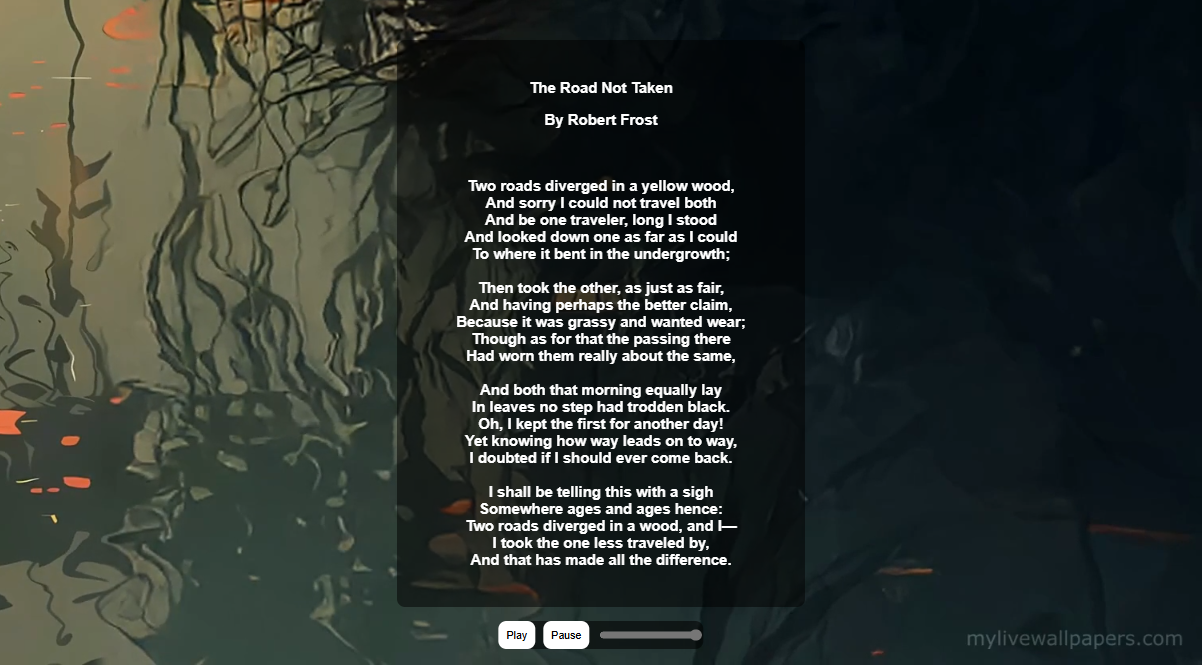 The Road Not Taken
By Robert Frost
Two roads diverged in a yellow wood,
And sorry I could not travel both
And be one traveler, long I stood
And looked down one as far as I could
To where it bent in the undergrowth;
Then took the other, as just as fair,
And having perhaps the better claim,
Because it was grassy and wanted wear;
Though as for that the passing there
Had worn them really about the same,
And both that morning equally lay
In leaves no step had trodden black.
Oh, I kept the first for another day!
Yet knowing how way leads on to way,
I doubted if I should ever come back.
I shall be telling this with a sigh
Somewhere ages and ages hence:
Two roads diverged in a wood, and I—
I took the one less traveled by,
And that has made all the difference.
Play Pause
mylivewallpapers.com